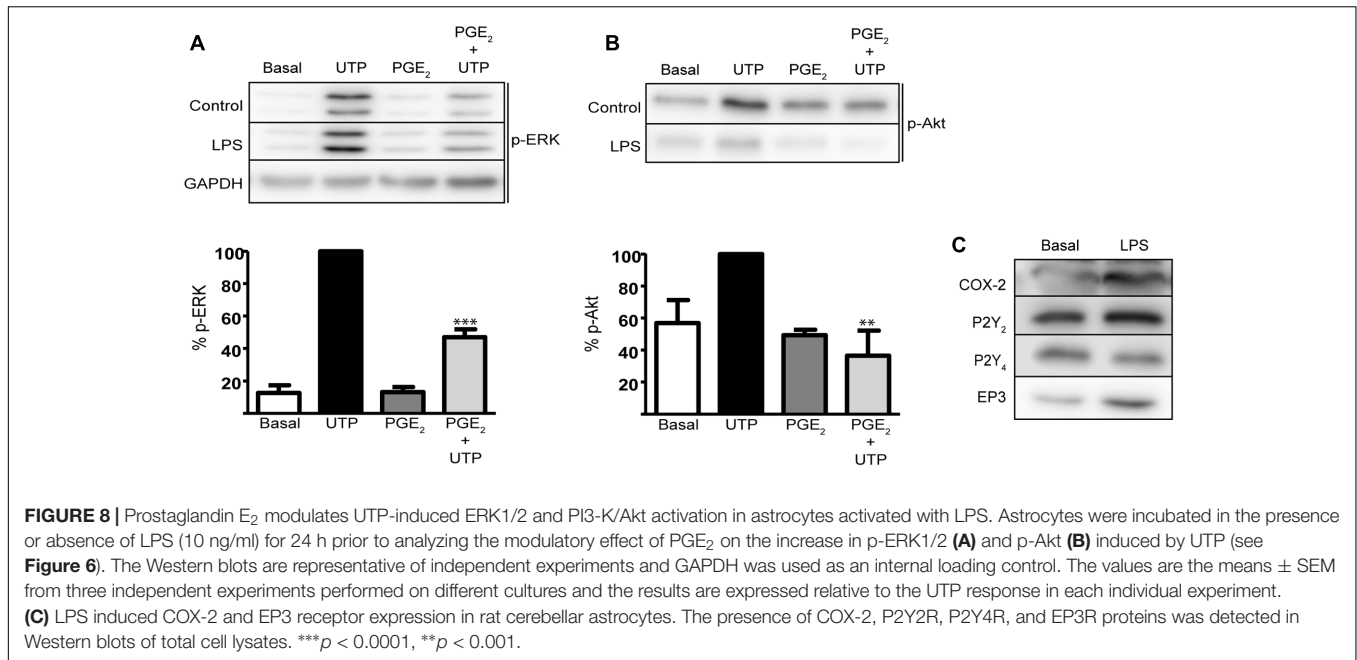 A
Basal UTP PGE₂ PGE₂ + UTP
Control
LPS
GAPDH
p-ERK
% p-ERK
100
80
60
40
20
***
Basal UTP PGE₂ PGE₂ + UTP
B
Basal UTP PGE₂ PGE₂ + UTP
Control
LPS
p-Akt
% p-Akt
100
80
60
40
20
**
Basal UTP PGE₂ PGE₂ + UTP
C
Basal LPS
COX-2
P2Y₂
P2Y₄
EP3
FIGURE 8 | Prostaglandin E₂ modulates UTP-induced ERK1/2 and PI3-K/Akt activation in astrocytes activated with LPS. Astrocytes were incubated in the presence
or absence of LPS (10 ng/ml) for 24 h prior to analyzing the modulatory effect of PGE₂ on the increase in p-ERK1/2 (A) and p-Akt (B) induced by UTP (see
Figure 6). The Western blots are representative of independent experiments and GAPDH was used as an internal loading control. The values are the means ± SEM
from three independent experiments performed on different cultures and the results are expressed relative to the UTP response in each individual experiment.
(C) LPS induced COX-2 and EP3 receptor expression in rat cerebellar astrocytes. The presence of COX-2, P2Y2R, P2Y4R, and EP3R proteins was detected in
Western blots of total cell lysates. ***p < 0.0001, **p < 0.001.